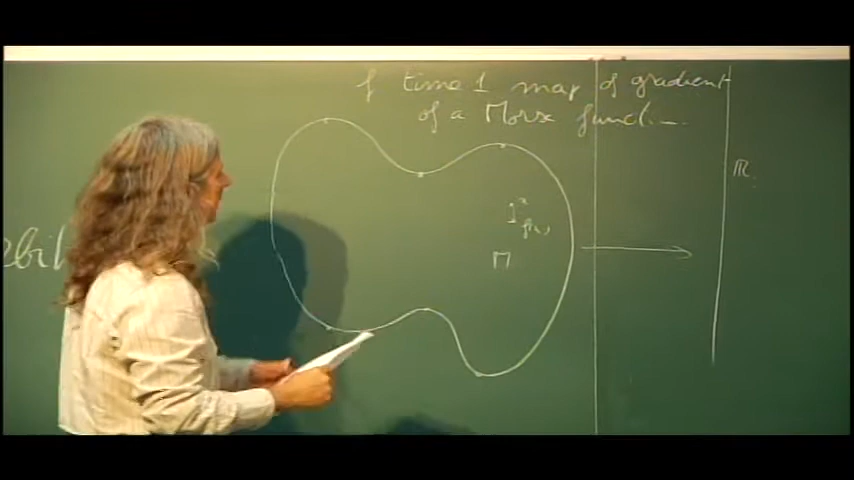 f time 1 map of gradient
of a Morse function.
ℝ
M